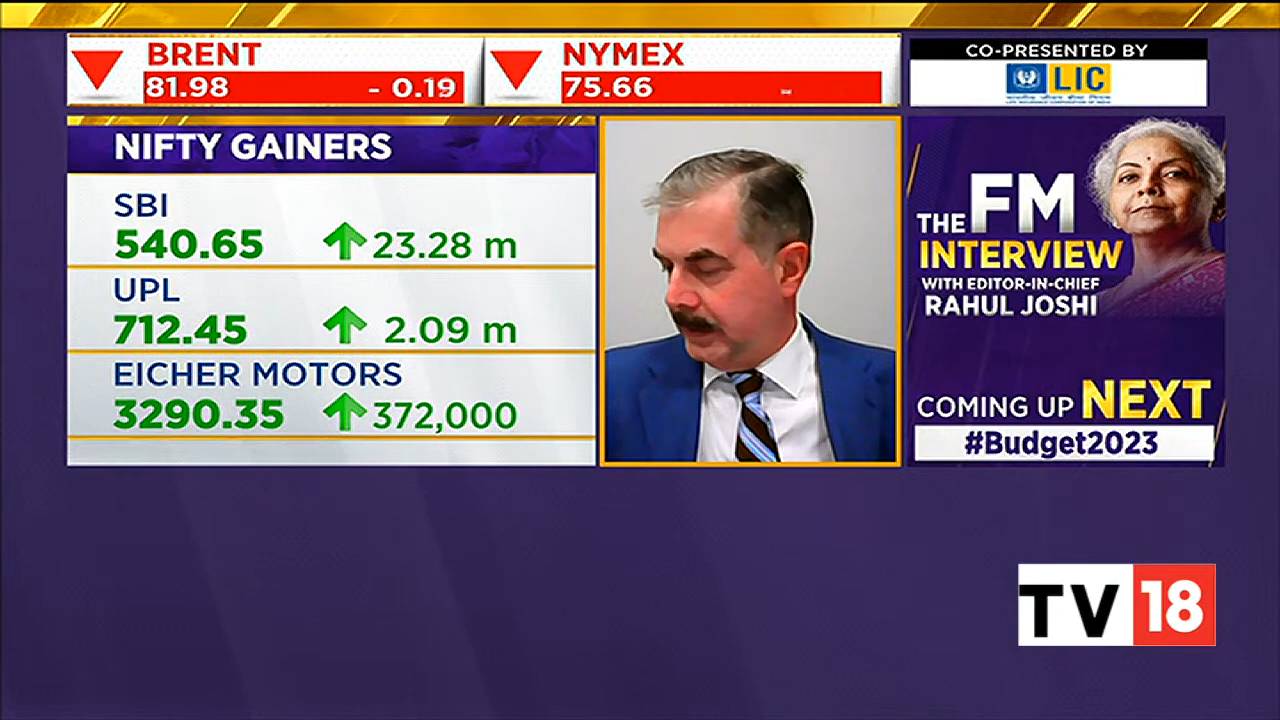 BRENT
81.98 - 0.19
NYMEX
75.66 -
CO-PRESENTED BY
LIC
NIFTY GAINERS
SBI
540.65 23.28 m
UPL
712.45 2.09 m
EICHER MOTORS
3290.35 372,000
THE FM
INTERVIEW
WITH EDITOR-IN-CHIEF
RAHUL JOSHI
COMING UP NEXT
#Budget2023
TV 18